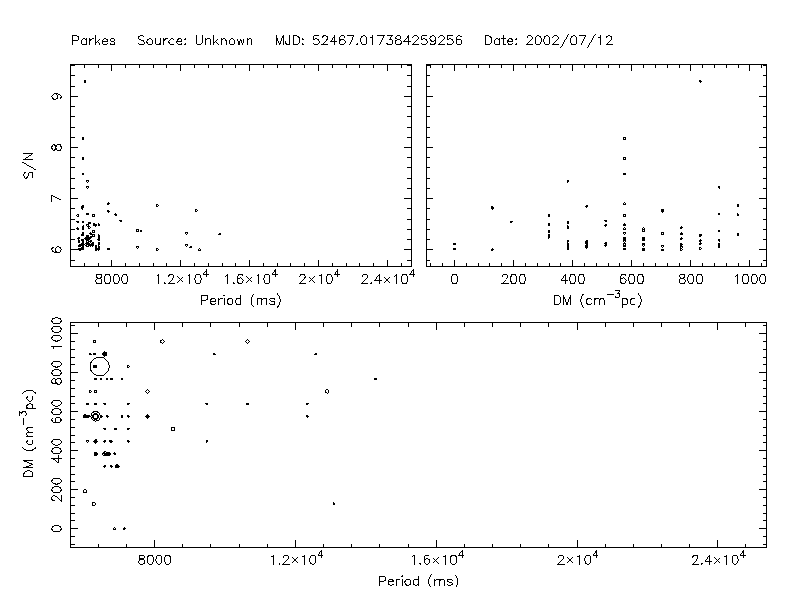 Parkes Source: Unknown MJD: 52467.017384259256 Date: 2002/07/12
S/N
9
8
7
6
8000 1.2×10⁴ 1.6×10⁴ 2×10⁴ 2.4×10⁴
Period (ms)
0 200 400 600 800 1000
DM (cm⁻³pc)
DM (cm⁻³pc)
1000
800
600
400
200
0
8000 1.2×10⁴ 1.6×10⁴ 2×10⁴ 2.4×10⁴
Period (ms)